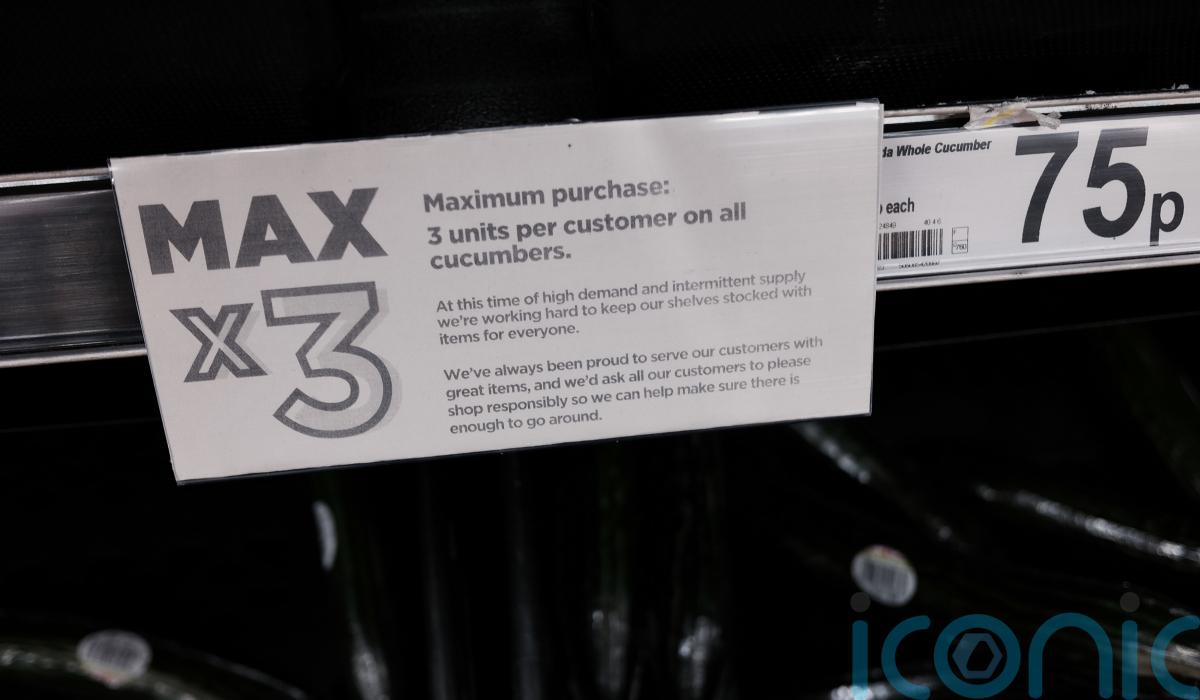 MAX
x3
Maximum purchase:
3 units per customer on all
cucumbers.
At this time of high demand and intermittent supply
we're working hard to keep our shelves stocked with
items for everyone.
We've always been proud to serve our customers with
great items, and we'd ask all our customers to please
shop responsibly so we can help make sure there is
enough to go around.
da Whole Cucumber
each
75p
iconic